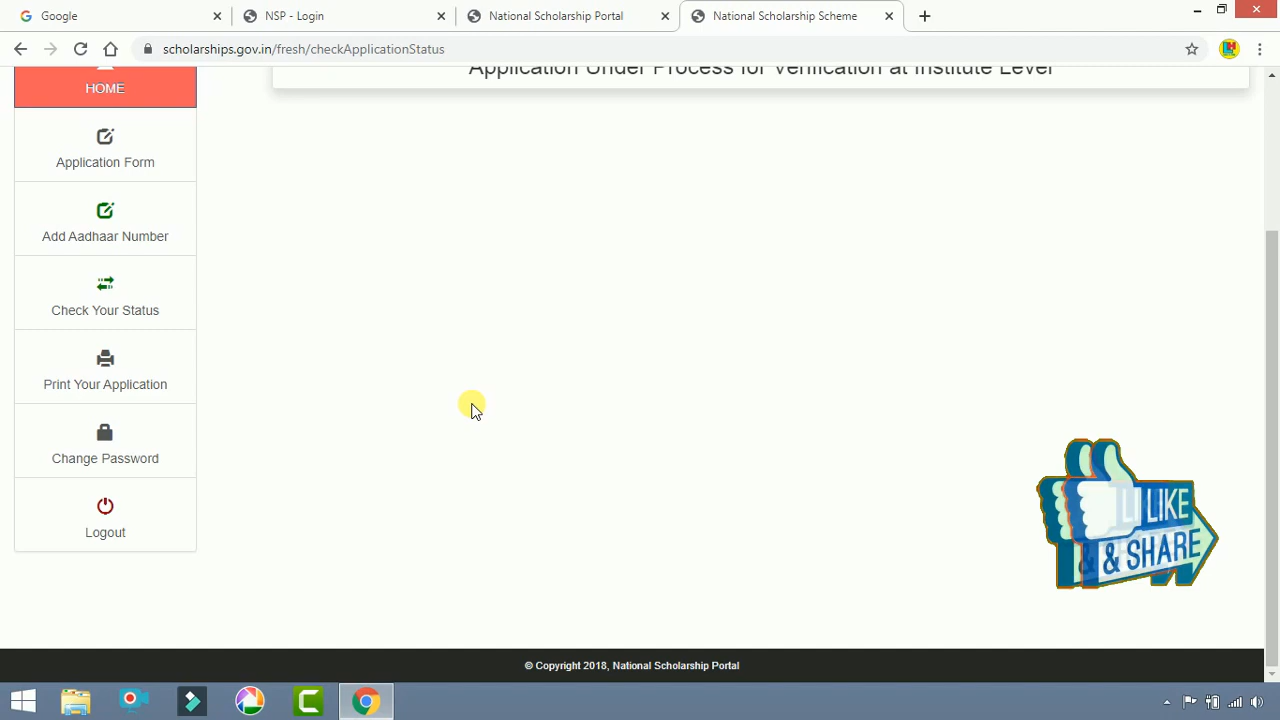 Google
NSP - Login
National Scholarship Portal
National Scholarship Scheme
scholarships.gov.in/fresh/checkApplicationStatus
Application Under Process for Verification at Institute Level
HOME
Application Form
Add Aadhaar Number
Check Your Status
Print Your Application
Change Password
Logout
LIKE
& SHARE
© Copyright 2018, National Scholarship Portal